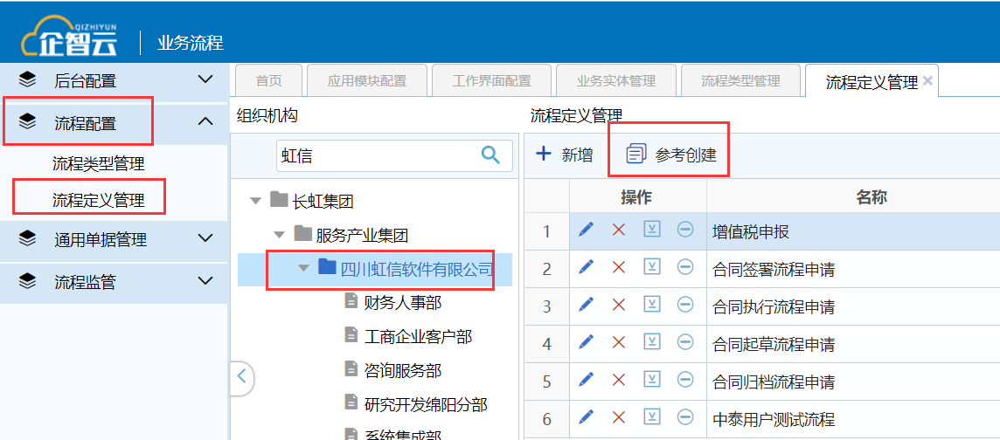 QIZHIYUN
企智云
业务流程
后台配置
流程配置
流程类型管理
流程定义管理
通用单据管理
流程监管
首页
应用模块配置
工作界面配置
业务实体管理
流程类型管理
流程定义管理
组织机构
虹信
长虹集团
服务产业集团
四川虹信软件有限公司
财务人事部
工商企业客户部
咨询服务部
研究开发绵阳分部
系统集成部
流程定义管理
新增
参考创建
操作 名称
1 增值税申报
2 合同签署流程申请
3 合同执行流程申请
4 合同起草流程申请
5 合同归档流程申请
6 中泰用户测试流程